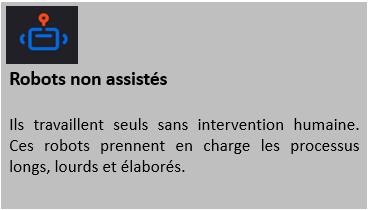 Robots non assistés
Ils travaillent seuls sans intervention humaine.
Ces robots prennent en charge les processus
longs, lourds et élaborés.